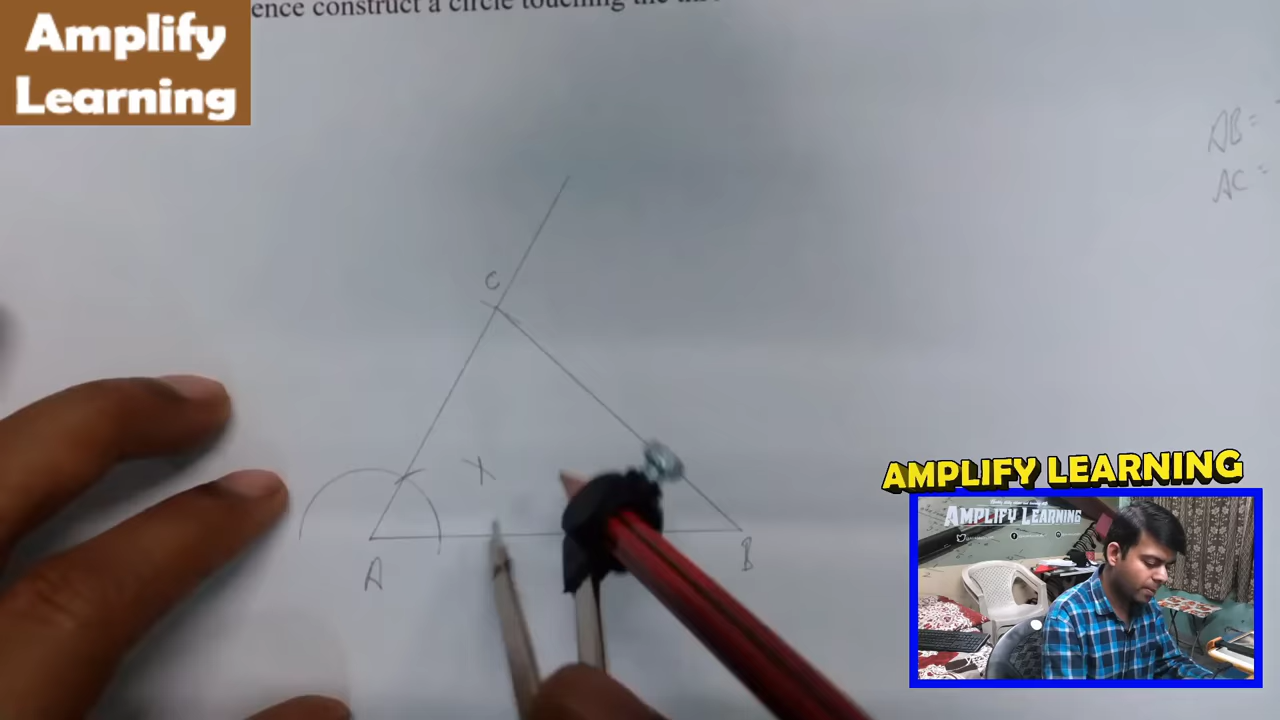 Amplify
Learning
ence construct a circle touching the
AB=
AC=
C
A
B
AMPLIFY LEARNING
AMPLIFY LEARNING